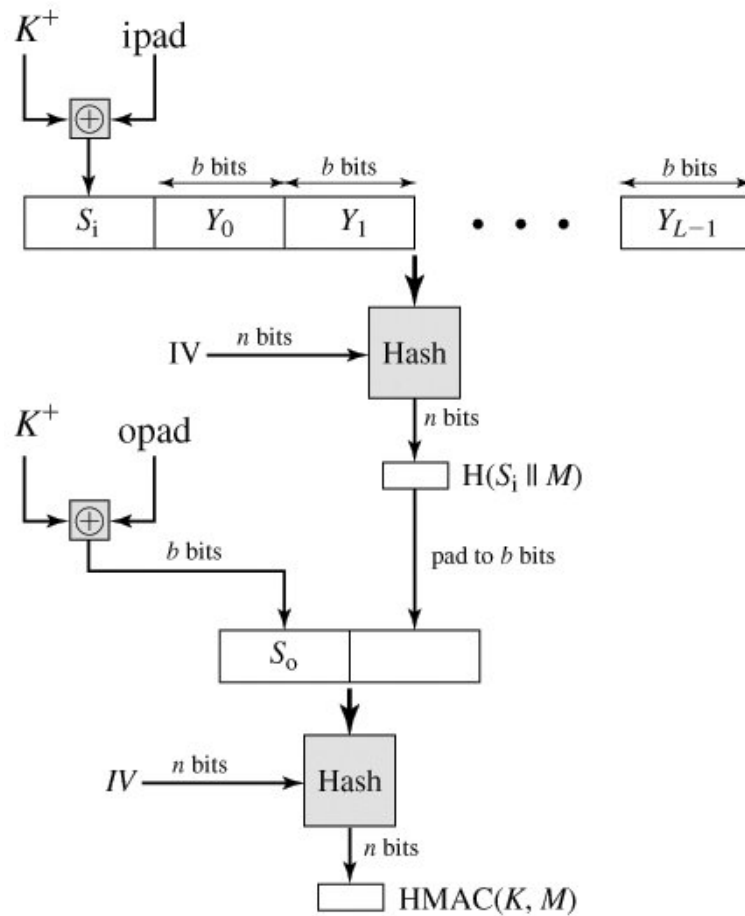 K⁺ ipad
⊕
b bits b bits b bits
Sᵢ Y₀ Y₁ • • • Y_{L−1}
IV n bits Hash
n bits
K⁺ opad
H(Sᵢ || M)
⊕
b bits pad to b bits
Sₒ
IV n bits Hash
n bits
HMAC(K, M)